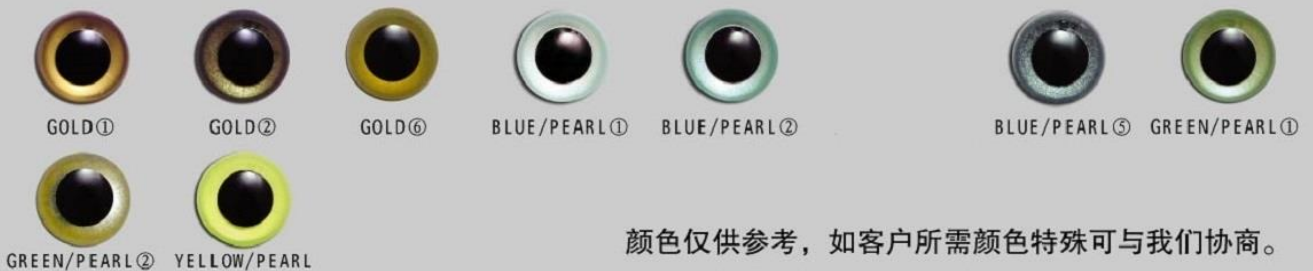 GOLD① GOLD② GOLD⑥ BLUE/PEARL① BLUE/PEARL② BLUE/PEARL⑤ GREEN/PEARL①
GREEN/PEARL② YELLOW/PEARL
颜色仅供参考，如客户所需颜色特殊可与我们协商。